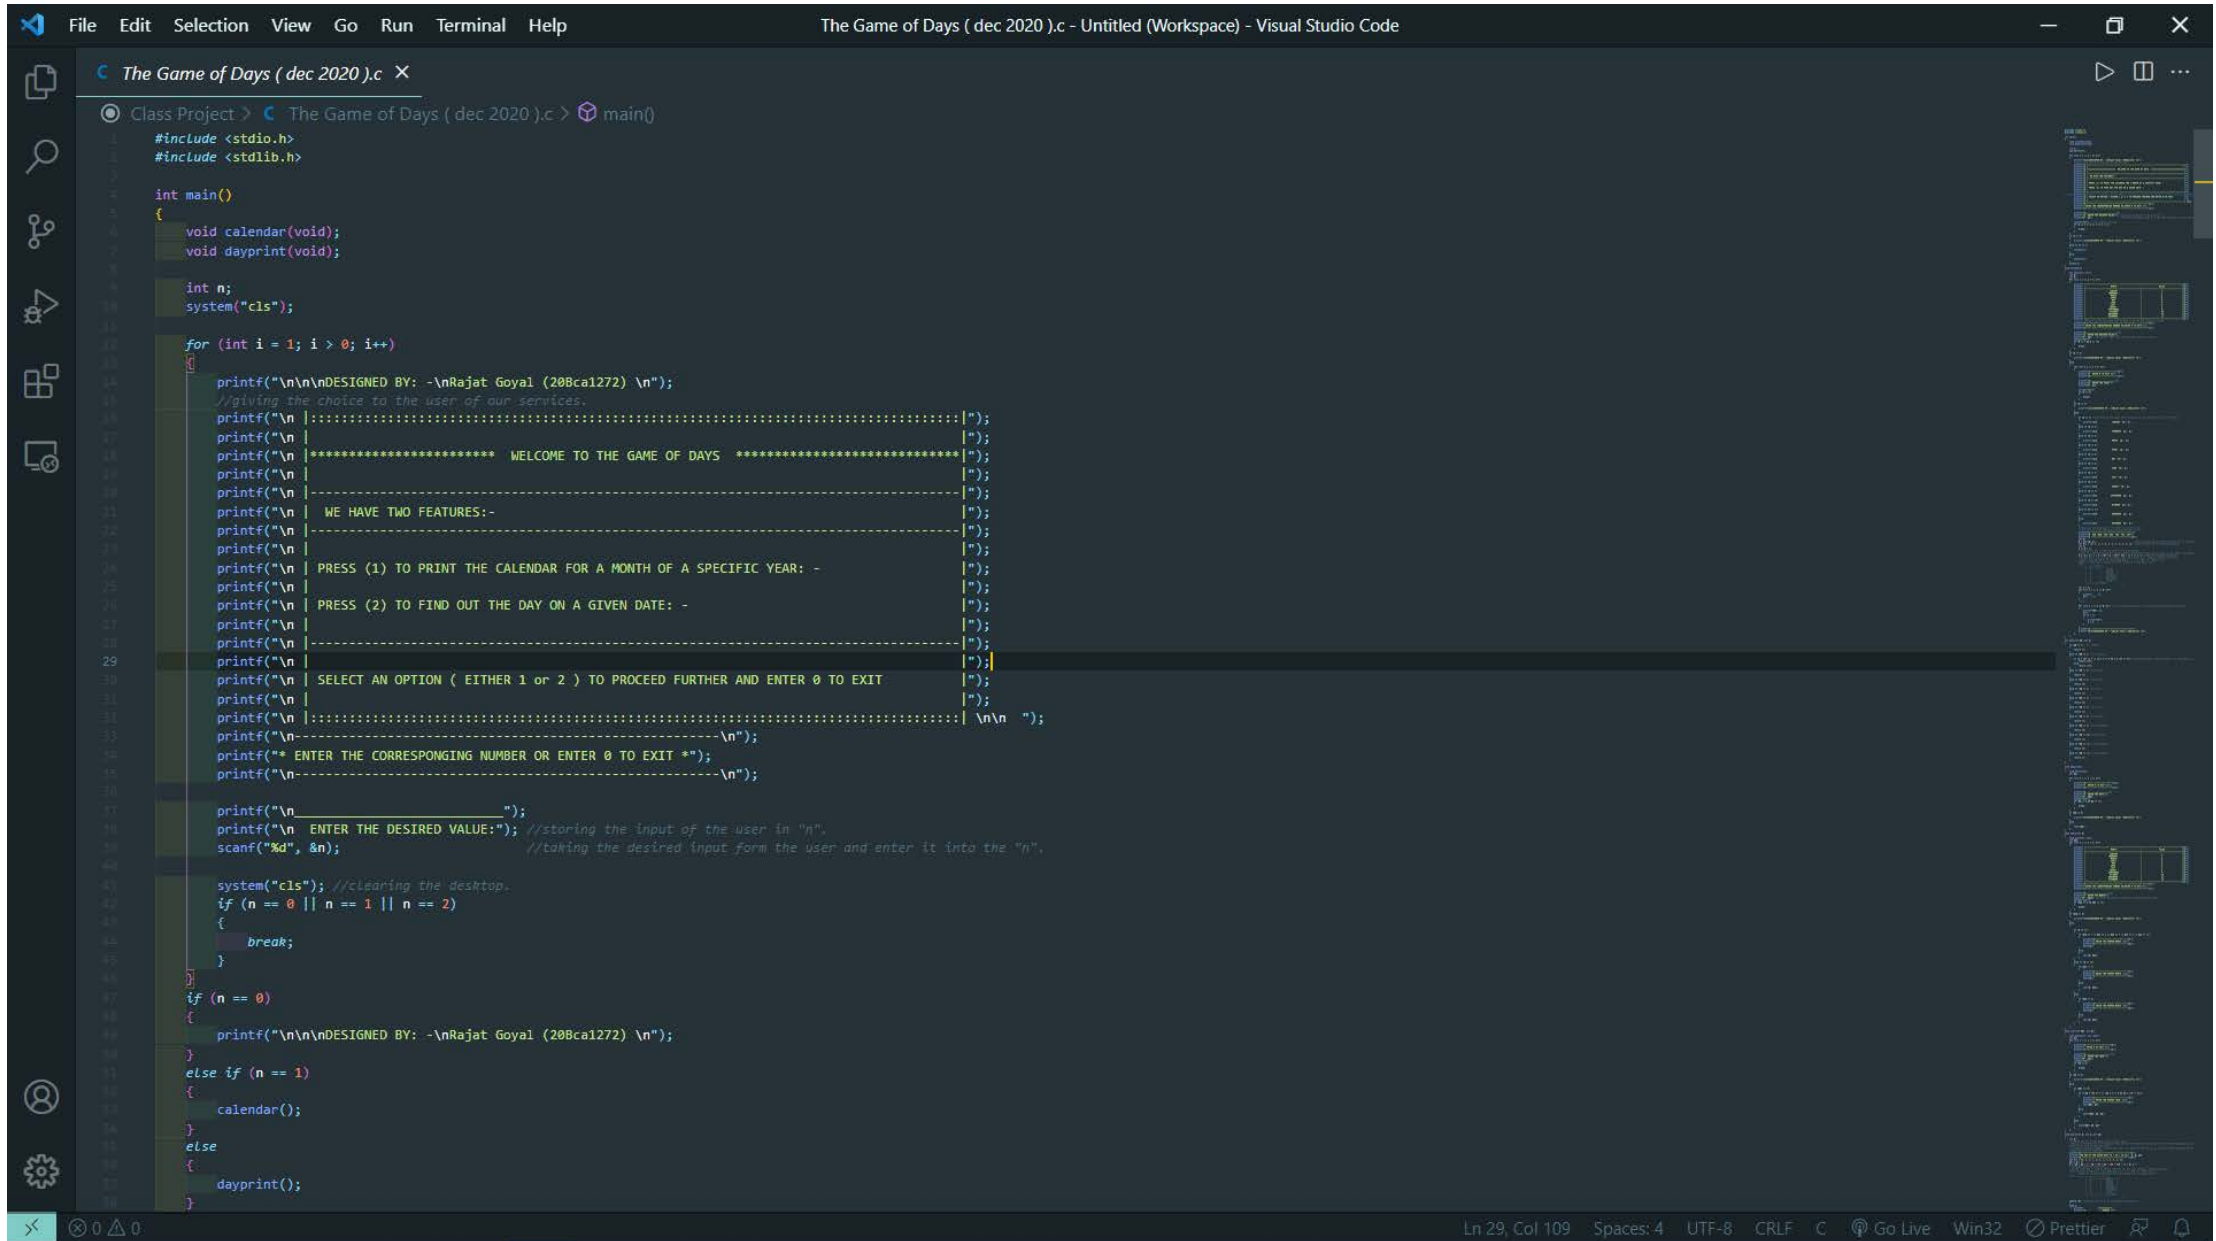 File Edit Selection View Go Run Terminal Help The Game of Days ( dec 2020 ).c - Untitled (Workspace) - Visual Studio Code
The Game of Days ( dec 2020 ).c
Class Project > The Game of Days ( dec 2020 ).c > main()
#include <stdio.h>
#include <stdlib.h>
int main()
{
void calendar(void);
void dayprint(void);
int n;
system("cls");
for (int i = 1; i > 0; i++)
{
printf("\n\n\nDESIGNED BY: -\nRajat Goyal (20Bca1272) \n");
//giving the choice to the user of our services.
printf("\n |::::::::::::::::::::::::::::::::::::::::::::::::::::::::::::::::::::::::::::::::::::|");
printf("\n | |");
printf("\n |************************ WELCOME TO THE GAME OF DAYS *****************************|");
printf("\n | |");
printf("\n |------------------------------------------------------------------------------------|");
printf("\n | WE HAVE TWO FEATURES:- |");
printf("\n |------------------------------------------------------------------------------------|");
printf("\n | |");
printf("\n | PRESS (1) TO PRINT THE CALENDAR FOR A MONTH OF A SPECIFIC YEAR: - |");
printf("\n | |");
printf("\n | PRESS (2) TO FIND OUT THE DAY ON A GIVEN DATE: - |");
printf("\n | |");
printf("\n |------------------------------------------------------------------------------------|");
29 printf("\n | |");
printf("\n | SELECT AN OPTION ( EITHER 1 or 2 ) TO PROCEED FURTHER AND ENTER 0 TO EXIT |");
printf("\n | |");
printf("\n |::::::::::::::::::::::::::::::::::::::::::::::::::::::::::::::::::::::::::::::::::::| \n\n ");
printf("\n-------------------------------------------------------\n");
printf("* ENTER THE CORRESPONGING NUMBER OR ENTER 0 TO EXIT *");
printf("\n-------------------------------------------------------\n");
printf("\n___________________________");
printf("\n ENTER THE DESIRED VALUE:"); //storing the input of the user in "n".
scanf("%d", &n); //taking the desired input form the user and enter it into the "n".
system("cls"); //clearing the desktop.
if (n == 0 || n == 1 || n == 2)
{
break;
}
}
if (n == 0)
{
printf("\n\n\nDESIGNED BY: -\nRajat Goyal (20Bca1272) \n");
}
else if (n == 1)
{
calendar();
}
else
{
dayprint();
}
0 0 Ln 29, Col 109 Spaces: 4 UTF-8 CRLF C Go Live Win32 Prettier